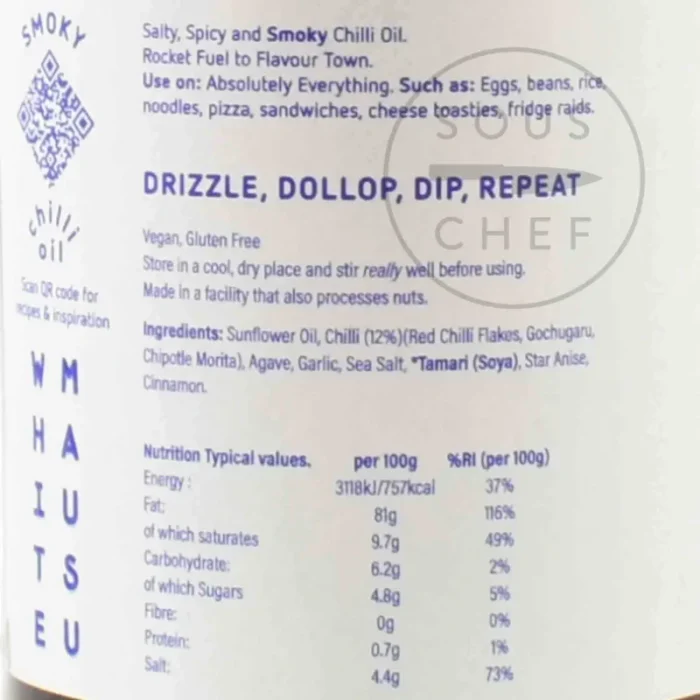 SMOKY
chilli
oil
Scan QR code for
recipes & inspiration
WHITE
MAUSU
Salty, Spicy and Smoky Chilli Oil.
Rocket Fuel to Flavour Town.
Use on: Absolutely Everything. Such as: Eggs, beans, rice,
noodles, pizza, sandwiches, cheese toasties, fridge raids.
SOUS
CHEF
DRIZZLE, DOLLOP, DIP, REPEAT
Vegan, Gluten Free
Store in a cool, dry place and stir really well before using.
Made in a facility that also processes nuts.
Ingredients: Sunflower Oil, Chilli (12%)(Red Chilli Flakes, Gochugaru,
Chipotle Morita), Agave, Garlic, Sea Salt, *Tamari (Soya), Star Anise,
Cinnamon.
Nutrition Typical values. per 100g %RI (per 100g)
Energy: 3118kJ/757kcal 37%
Fat: 81g 116%
of which saturates 9.7g 49%
Carbohydrate: 6.2g 2%
of which Sugars 4.8g 5%
Fibre: 0g 0%
Protein: 0.7g 1%
Salt: 4.4g 73%